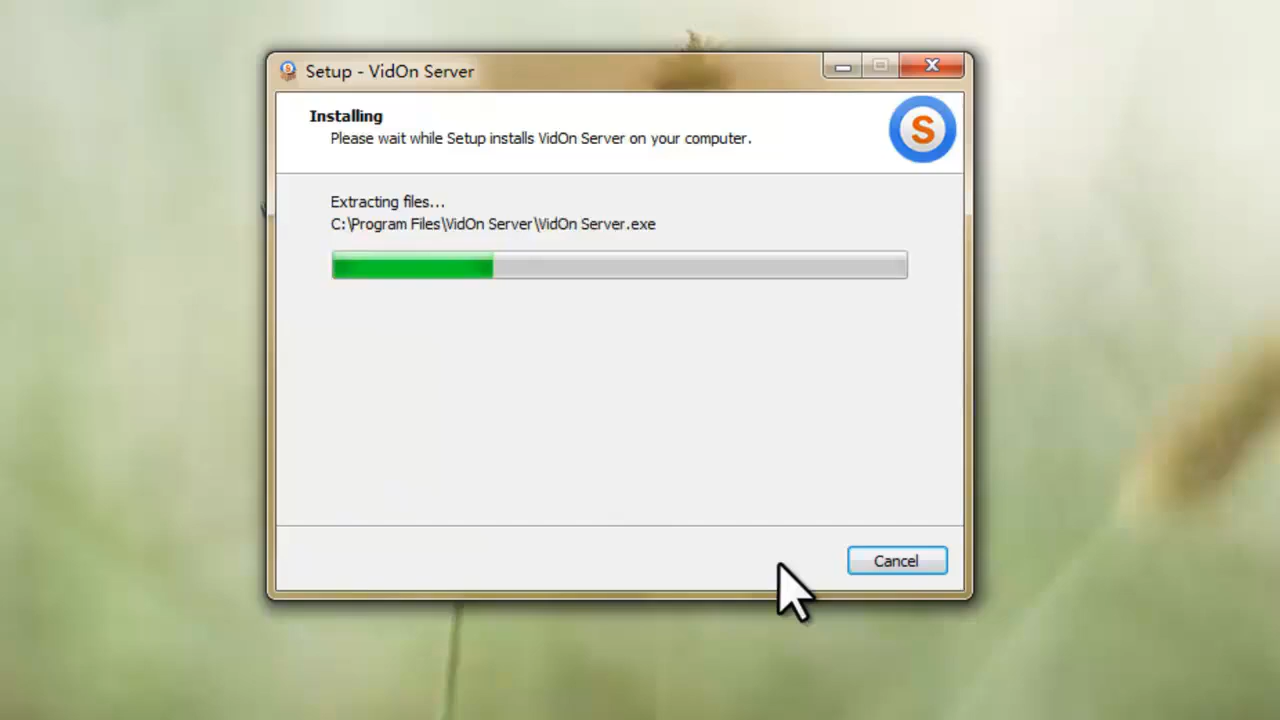 Setup - VidOn Server
Installing
Please wait while Setup installs VidOn Server on your computer.
S
Extracting files...
C:\Program Files\VidOn Server\VidOn Server.exe
Cancel